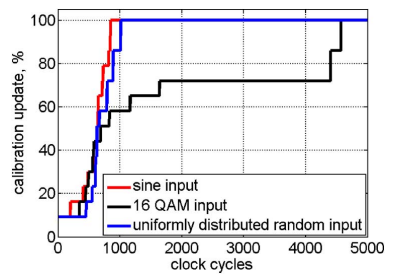 calibration update, %
100
80
60
40
20
0
sine input
16 QAM input
uniformly distributed random input
0 1000 2000 3000 4000 5000
clock cycles